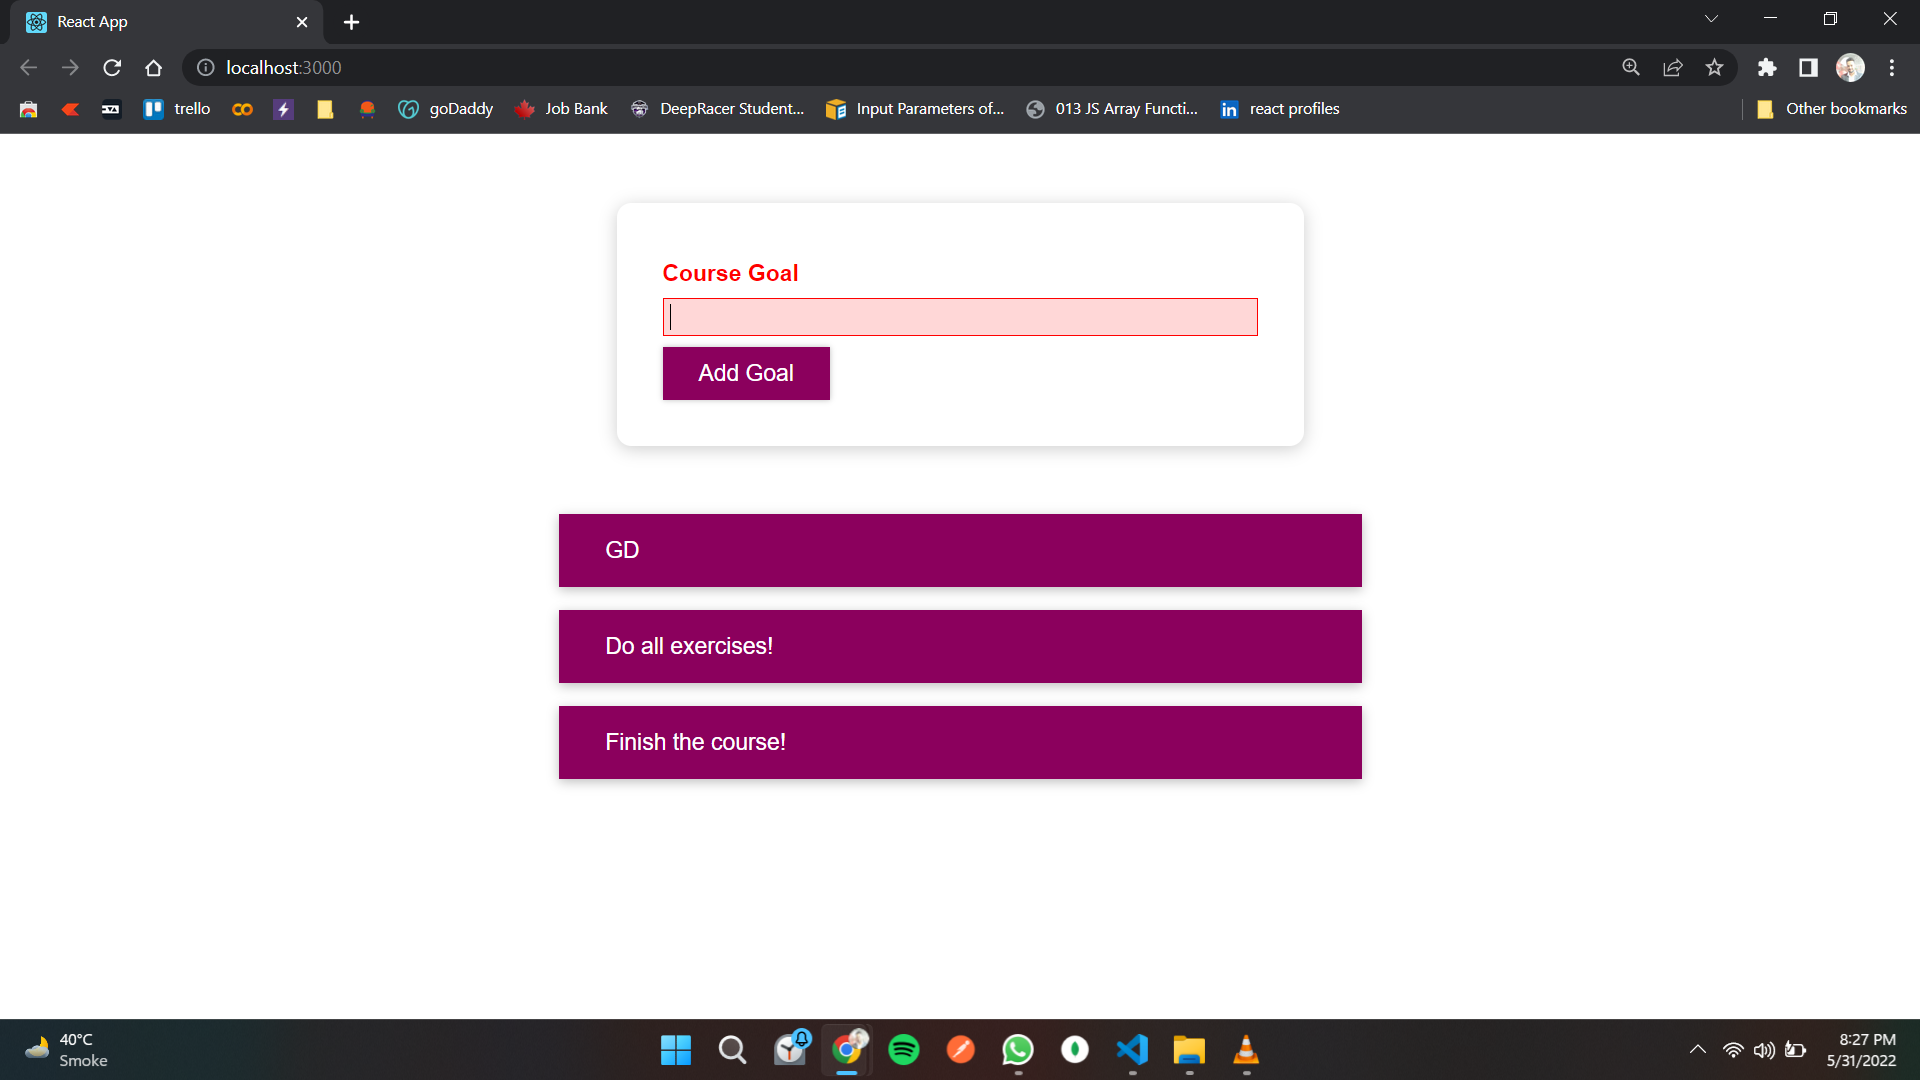 React App
localhost:3000
trello
goDaddy
Job Bank
DeepRacer Student...
Input Parameters of...
013 JS Array Functi...
in
react profiles
Other bookmarks
Course Goal
Add Goal
GD
Do all exercises!
Finish the course!
40°C
Smoke
8:27 PM
5/31/2022